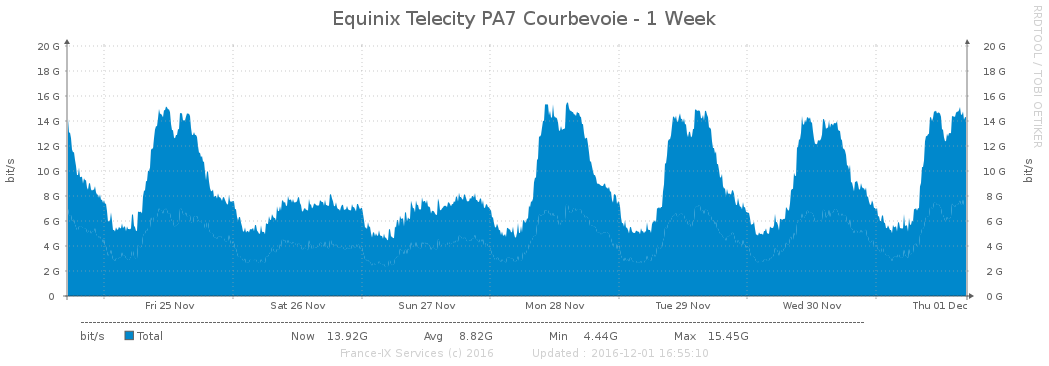 Equinix Telecity PA7 Courbevoie - 1 Week
RRDTOOL / TOBI OETIKER
20 G 20 G
18 G 18 G
16 G 16 G
14 G 14 G
12 G 12 G
10 G 10 G
8 G 8 G
6 G 6 G
4 G 4 G
2 G 2 G
0 0 G
bit/s
bit/s
Fri 25 Nov Sat 26 Nov Sun 27 Nov Mon 28 Nov Tue 29 Nov Wed 30 Nov Thu 01 Dec
bit/s Total Now 13.92G Avg 8.82G Min 4.44G Max 15.45G
France-IX Services (c) 2016 Updated : 2016-12-01 16:55:10